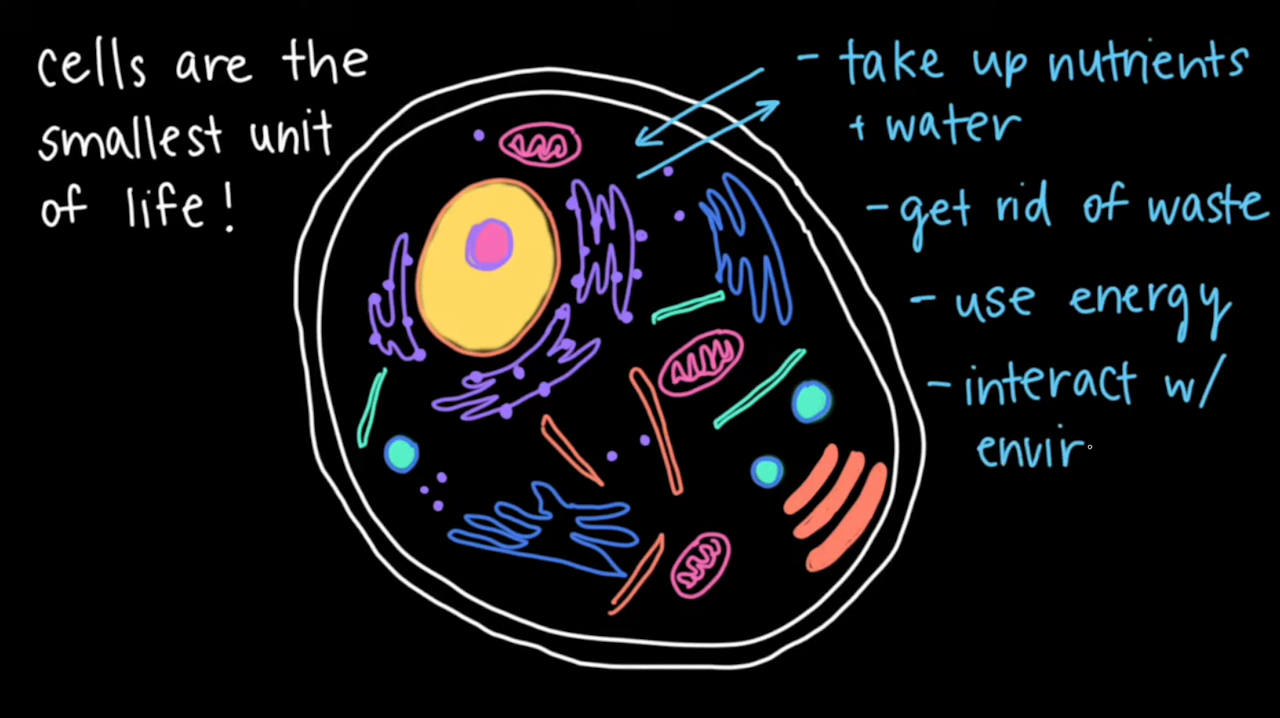 cells are the
smallest unit
of life!
- take up nutrients
+ water
- get rid of waste
- use energy
- interact w/
envir